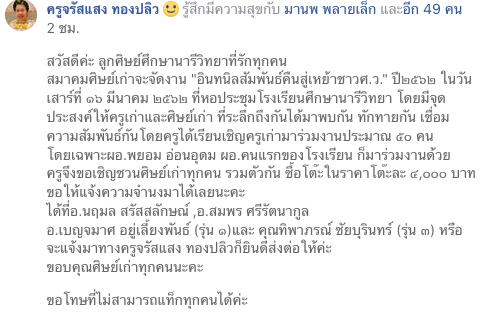 ครูจรัสแสง ทองปลิว 🙂 รู้สึกมีความสุขกับ มานพ พลายเล็ก และอีก 49 คน
2 ชม.
สวัสดีค่ะ ลูกศิษย์ศึกษานารีวิทยาที่รักทุกคน
สมาคมศิษย์เก่าจะจัดงาน "อินทนิลสัมพันธ์คืนสู่เหย้าชาวศ.ว." ปี๒๕๖๒ ในวัน
เสาร์ที่ ๑๖ มีนาคม ๒๕๖๒ ที่หอประชุมโรงเรียนศึกษานารีวิทยา โดยมีจุด
ประสงค์ให้ครูเก่าและศิษย์เก่า ที่ระลึกถึงกันได้มาพบกัน ทักทายกัน เชื่อม
ความสัมพันธ์กันโดยครูได้เรียนเชิญครูเก่ามาร่วมงานประมาณ ๕๐ คน
โดยเฉพาะผอ.พยอม อ่อนอุดม ผอ.คนแรกของโรงเรียน ก็มาร่วมงานด้วย
ครูจึงขอเชิญชวนศิษย์เก่าทุกคน รวมตัวกัน ซื้อโต๊ะในราคาโต๊ะละ ๔,๐๐๐ บาท
ขอให้แจ้งความจำนงมาได้เลยนะคะ
ได้ที่อ.นฤมล สรัสสลักษณ์ ,อ.สมพร ศรีรัตนากูล
อ.เบญจมาศ อยู่เลี้ยงพันธ์ (รุ่น ๑)และ คุณทิพาภรณ์ ชัยบุรินทร์ (รุ่น ๓) หรือ
จะแจ้งมาทางครูจรัสแสง ทองปลิวก็ยินดีส่งต่อให้ค่ะ
ขอบคุณศิษย์เก่าทุกคนนะคะ
ขอโทษที่ไม่สามารถแท็กทุกคนได้ค่ะ